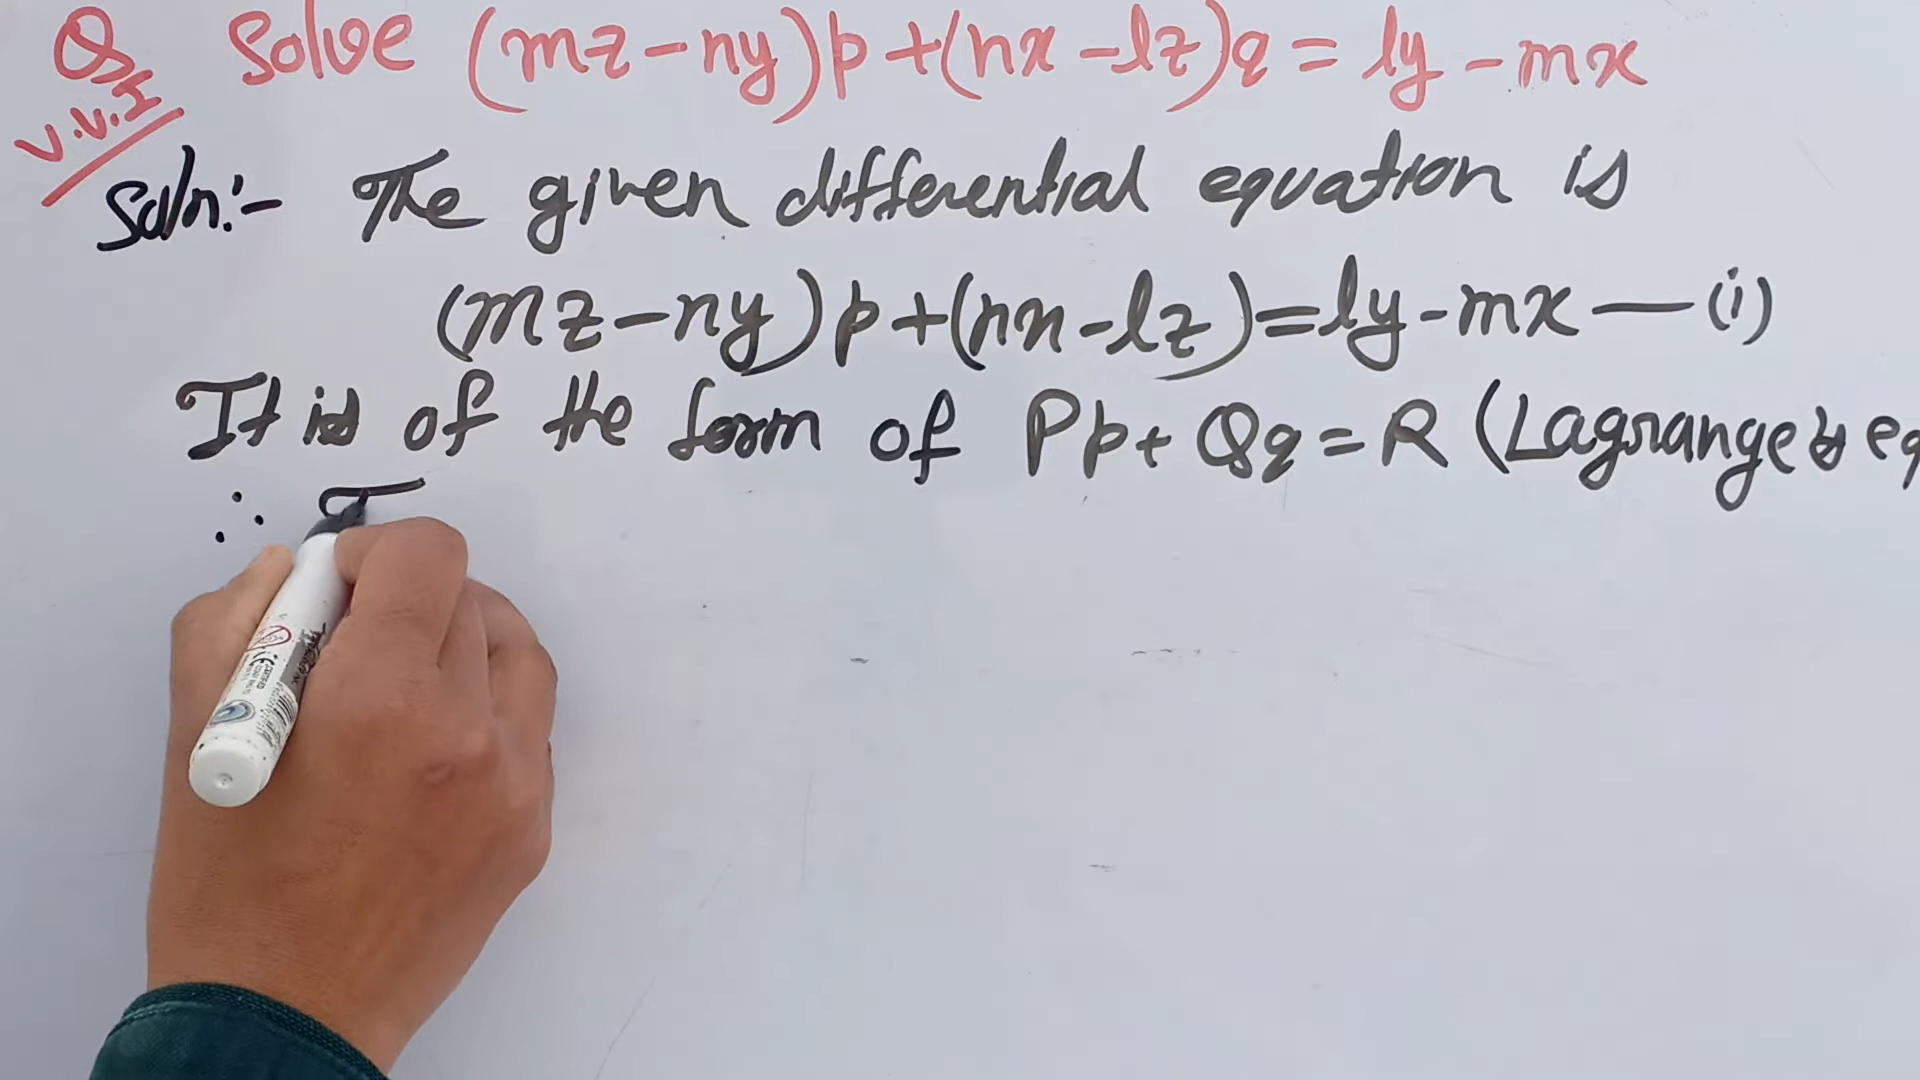 Q Solve (mz-ny)p+(nx-lz)q = ly-mx
V.V.I
Soln:- The given differential equation is
(mz-ny)p+(nx-lz)=ly-mx — (i)
It is of the form of Pp+ Qq=R (Lagrange's eq
∴